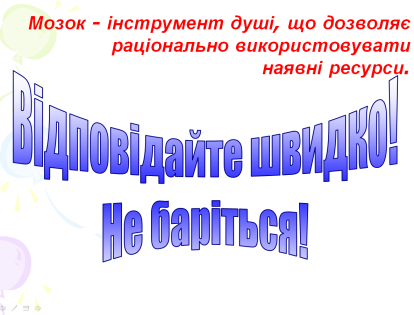 Мозок - інструмент душі, що дозволяє
раціонально використовувати
наявні ресурси.
Відповідайте швидко!
Не баріться!